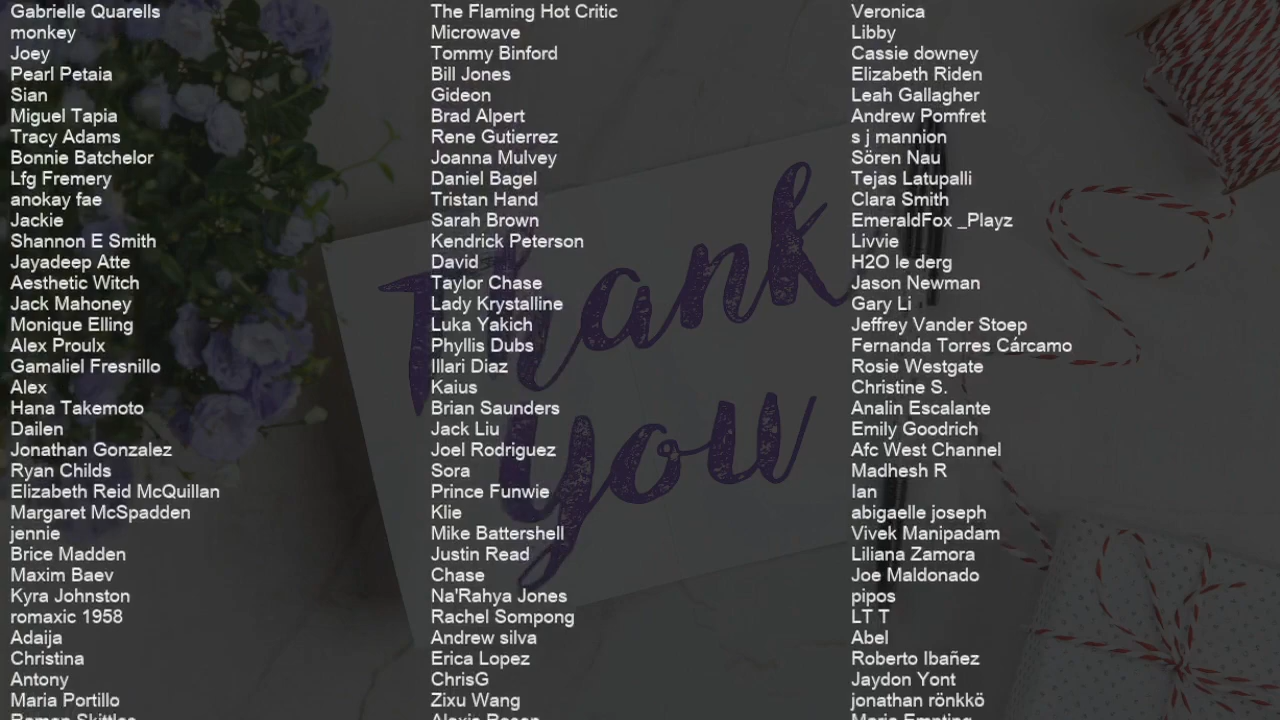 Gabrielle Quarells
monkey
Joey
Pearl Petaia
Sian
Miguel Tapia
Tracy Adams
Bonnie Batchelor
Lfg Fremery
anokay fae
Jackie
Shannon E Smith
Jayadeep Atte
Aesthetic Witch
Jack Mahoney
Monique Elling
Alex Proulx
Gamaliel Fresnillo
Alex
Hana Takemoto
Dailen
Jonathan Gonzalez
Ryan Childs
Elizabeth Reid McQuillan
Margaret McSpadden
jennie
Brice Madden
Maxim Baev
Kyra Johnston
romaxic 1958
Adaija
Christina
Antony
Maria Portillo
The Flaming Hot Critic
Microwave
Tommy Binford
Bill Jones
Gideon
Brad Alpert
Rene Gutierrez
Joanna Mulvey
Daniel Bagel
Tristan Hand
Sarah Brown
Kendrick Peterson
David
Taylor Chase
Lady Krystalline
Luka Yakich
Phyllis Dubs
Illari Diaz
Kaius
Brian Saunders
Jack Liu
Joel Rodriguez
Sora
Prince Funwie
Klie
Mike Battershell
Justin Read
Chase
Na'Rahya Jones
Rachel Sompong
Andrew silva
Erica Lopez
ChrisG
Zixu Wang
Veronica
Libby
Cassie downey
Elizabeth Riden
Leah Gallagher
Andrew Pomfret
s j mannion
Sören Nau
Tejas Latupalli
Clara Smith
EmeraldFox _Playz
Livvie
H2O le derg
Jason Newman
Gary Li
Jeffrey Vander Stoep
Fernanda Torres Cárcamo
Rosie Westgate
Christine S.
Analin Escalante
Emily Goodrich
Afc West Channel
Madhesh R
Ian
abigaelle joseph
Vivek Manipadam
Liliana Zamora
Joe Maldonado
pipos
LT T
Abel
Roberto Ibañez
Jaydon Yont
jonathan rönkkö
Thank
you